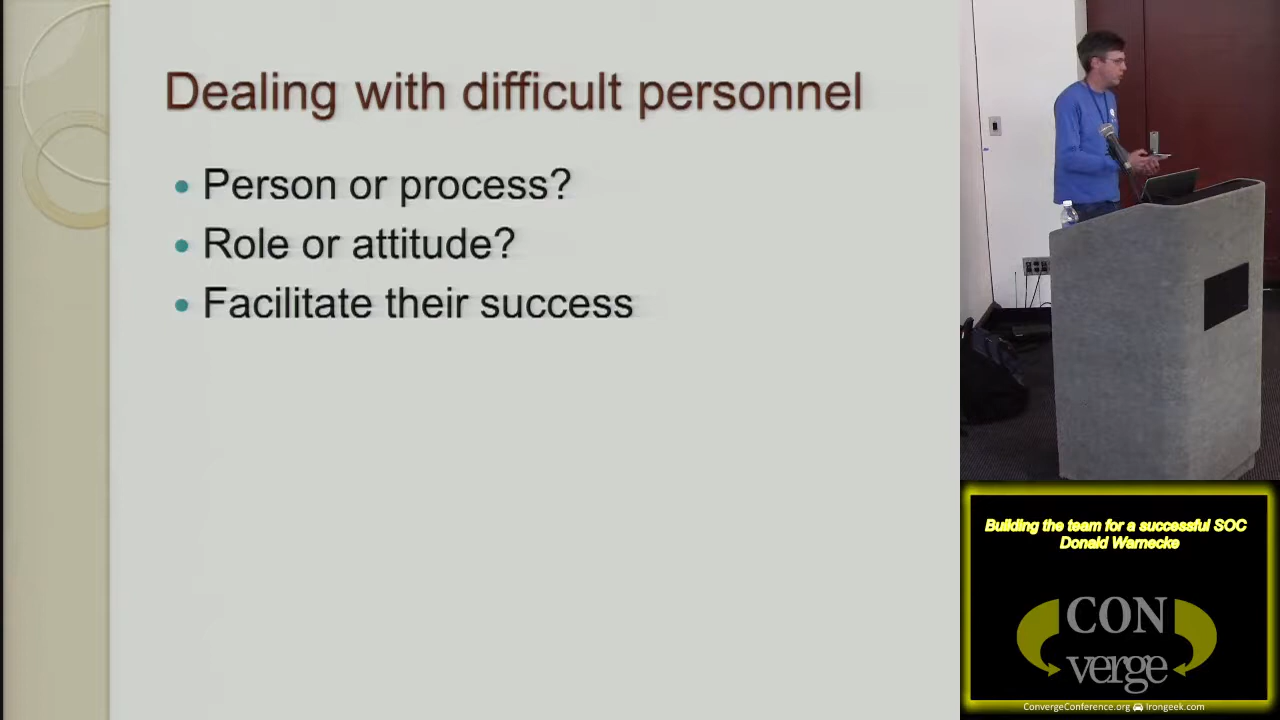 Dealing with difficult personnel
Person or process?
Role or attitude?
Facilitate their success
Building the team for a successful SOC
Donald Warnecke
CON
verge
ConvergeConference.org Irongeek.com